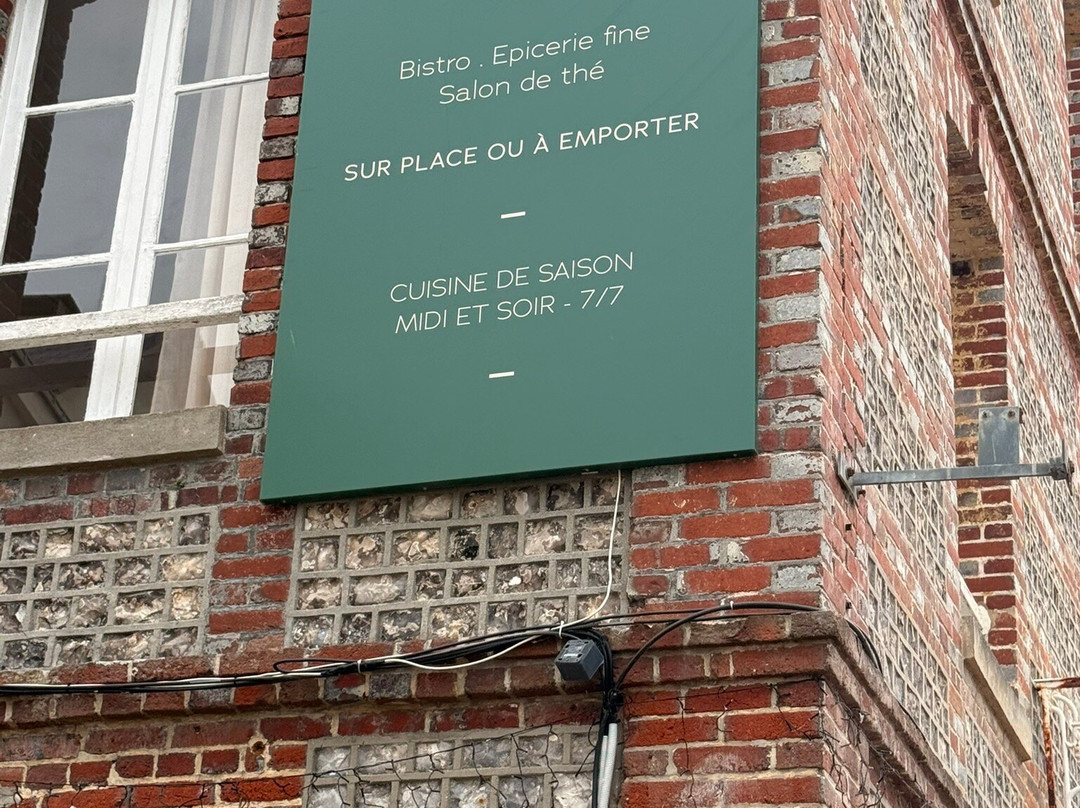 Bistro . Epicerie fine
Salon de thé
SUR PLACE OU À EMPORTER
CUISINE DE SAISON
MIDI ET SOIR - 7/7